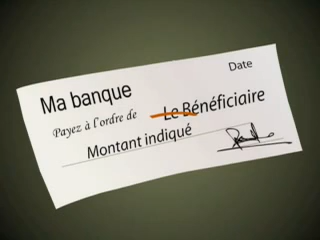 Date
Ma banque
Payez à l'ordre de Le Bénéficiaire
Montant indiqué